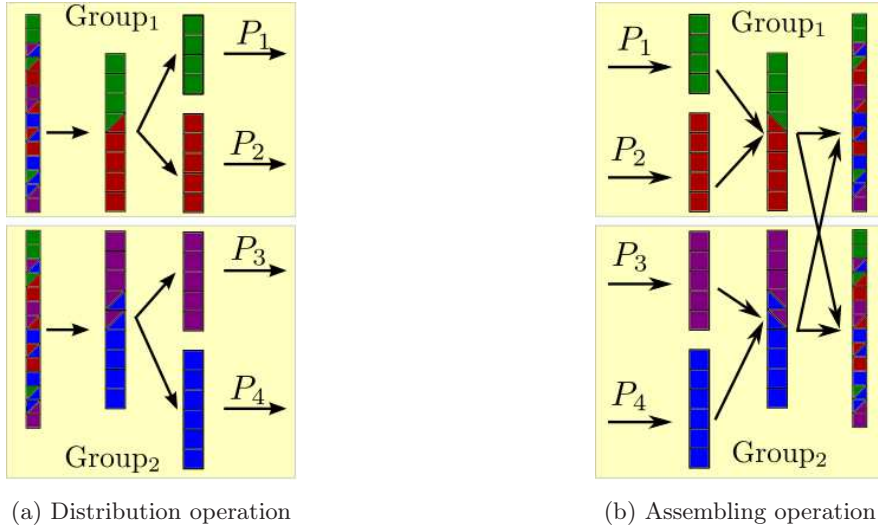 Group1
P1
P2
P3
P4
Group2
(a) Distribution operation
Group1
P1
P2
P3
P4
Group2
(b) Assembling operation